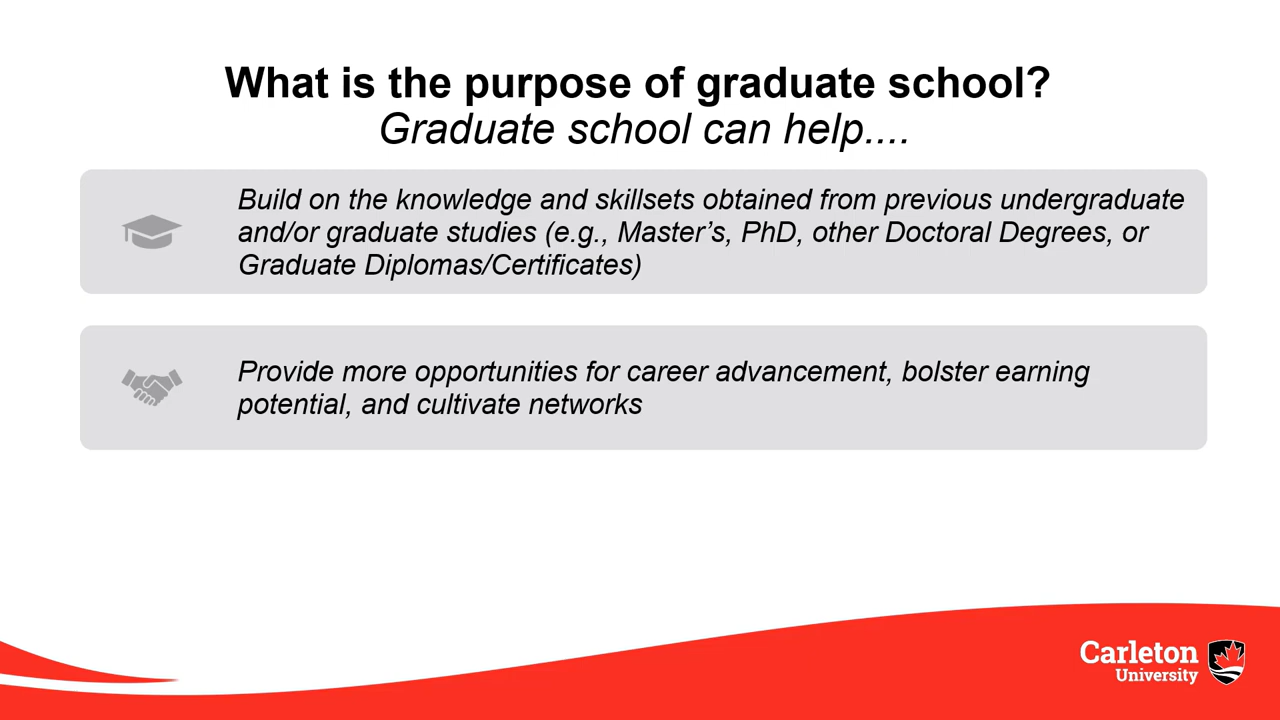 What is the purpose of graduate school?
Graduate school can help....
Build on the knowledge and skillsets obtained from previous undergraduate
and/or graduate studies (e.g., Master’s, PhD, other Doctoral Degrees, or
Graduate Diplomas/Certificates)
Provide more opportunities for career advancement, bolster earning
potential, and cultivate networks
Carleton
University